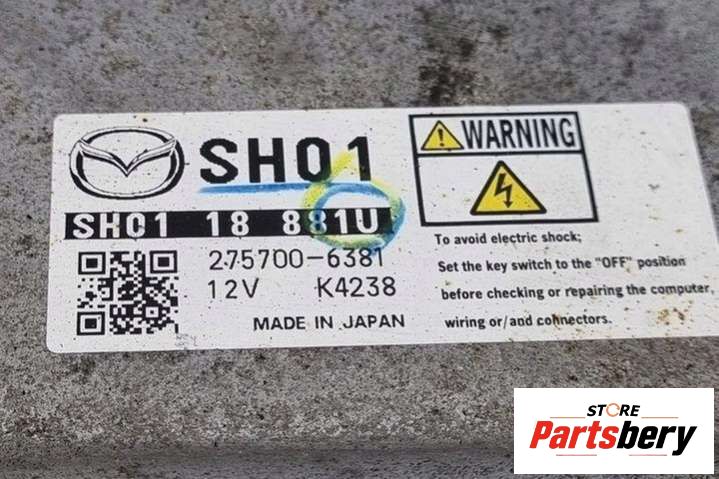 SH01
SH01 18 881U
275700-6381
12V K4238
MADE IN JAPAN
WARNING
To avoid electric shock;
Set the key switch to the "OFF" position
before checking or repairing the computer,
wiring or/and connectors.
STORE
Partsbery